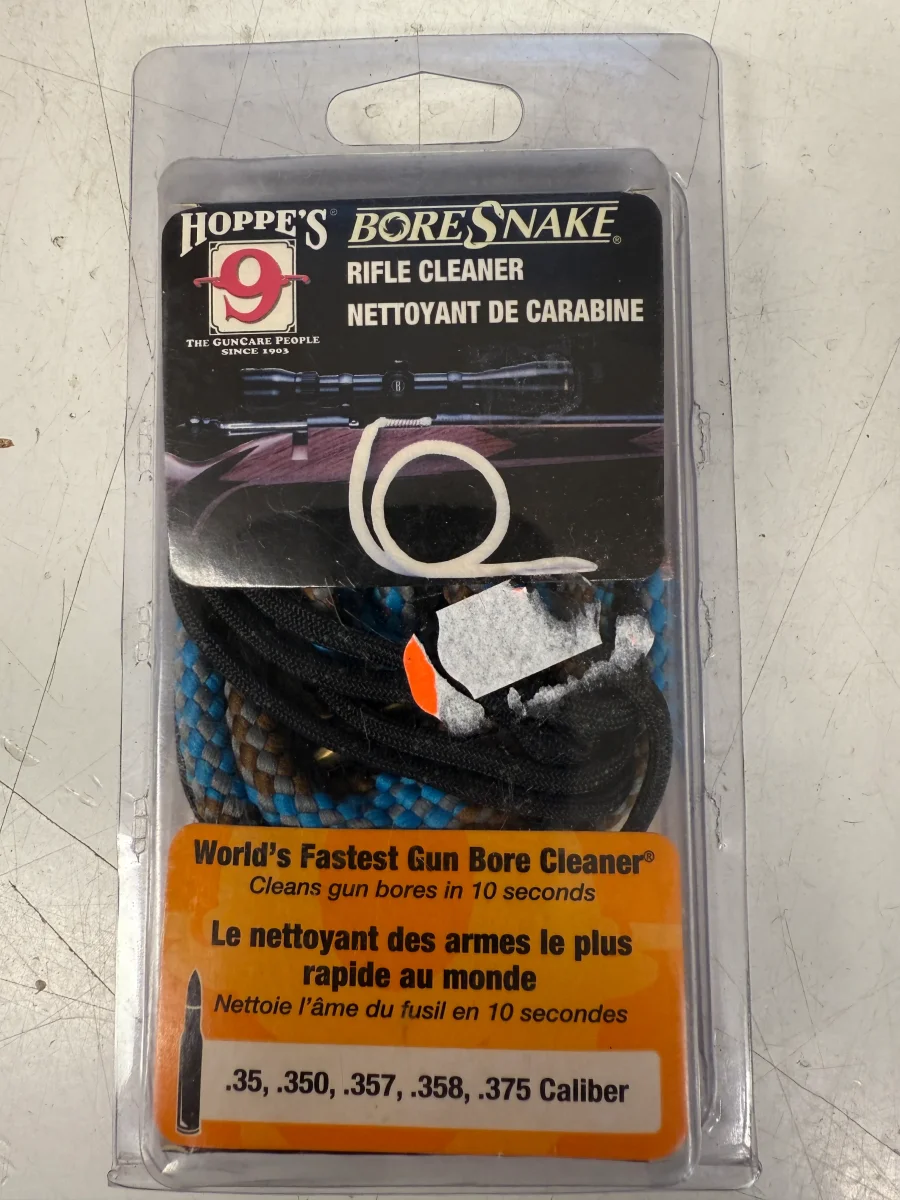 HOPPE'S®
9
THE GUNCARE PEOPLE
SINCE 1903
BORESNAKE®
RIFLE CLEANER
NETTOYANT DE CARABINE
World's Fastest Gun Bore Cleaner®
Cleans gun bores in 10 seconds
Le nettoyant des armes le plus
rapide au monde
Nettoie l'âme du fusil en 10 secondes
.35, .350, .357, .358, .375 Caliber